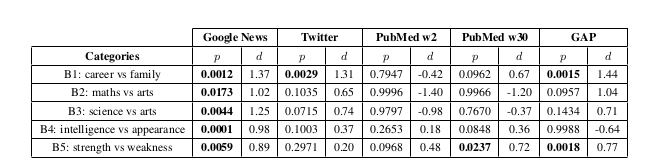 Google News Twitter PubMed w2 PubMed w30 GAP
Categories p d p d p d p d p d
B1: career vs family 0.0012 1.37 0.0029 1.31 0.7947 -0.42 0.0962 0.67 0.0015 1.44
B2: maths vs arts 0.0173 1.02 0.1035 0.65 0.9996 -1.40 0.9966 -1.20 0.0957 1.04
B3: science vs arts 0.0044 1.25 0.0715 0.74 0.9797 -0.98 0.7670 -0.37 0.1434 0.71
B4: intelligence vs appearance 0.0001 0.98 0.1003 0.37 0.2653 0.18 0.0848 0.36 0.9988 -0.64
B5: strength vs weakness 0.0059 0.89 0.2971 0.20 0.0968 0.48 0.0237 0.72 0.0018 0.77